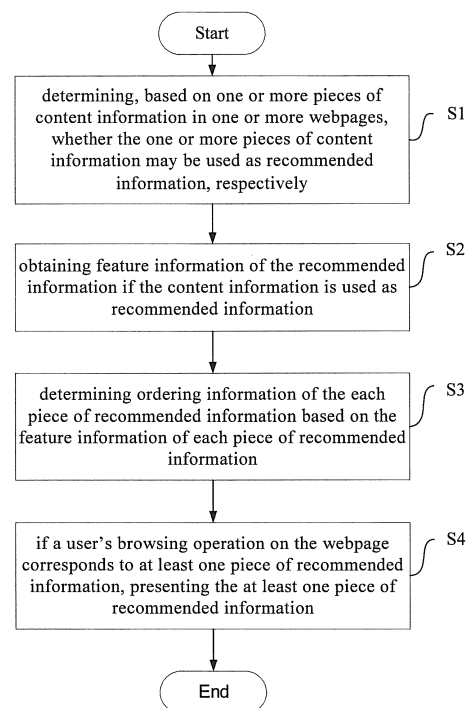 Start
determining, based on one or more pieces of
content information in one or more webpages,
whether the one or more pieces of content
information may be used as recommended
information, respectively
S1
obtaining feature information of the recommended
information if the content information is used as
recommended information
S2
determining ordering information of the each
piece of recommended information based on the
feature information of each piece of recommended
information
S3
if a user's browsing operation on the webpage
corresponds to at least one piece of recommended
information, presenting the at least one piece of
recommended information
S4
End